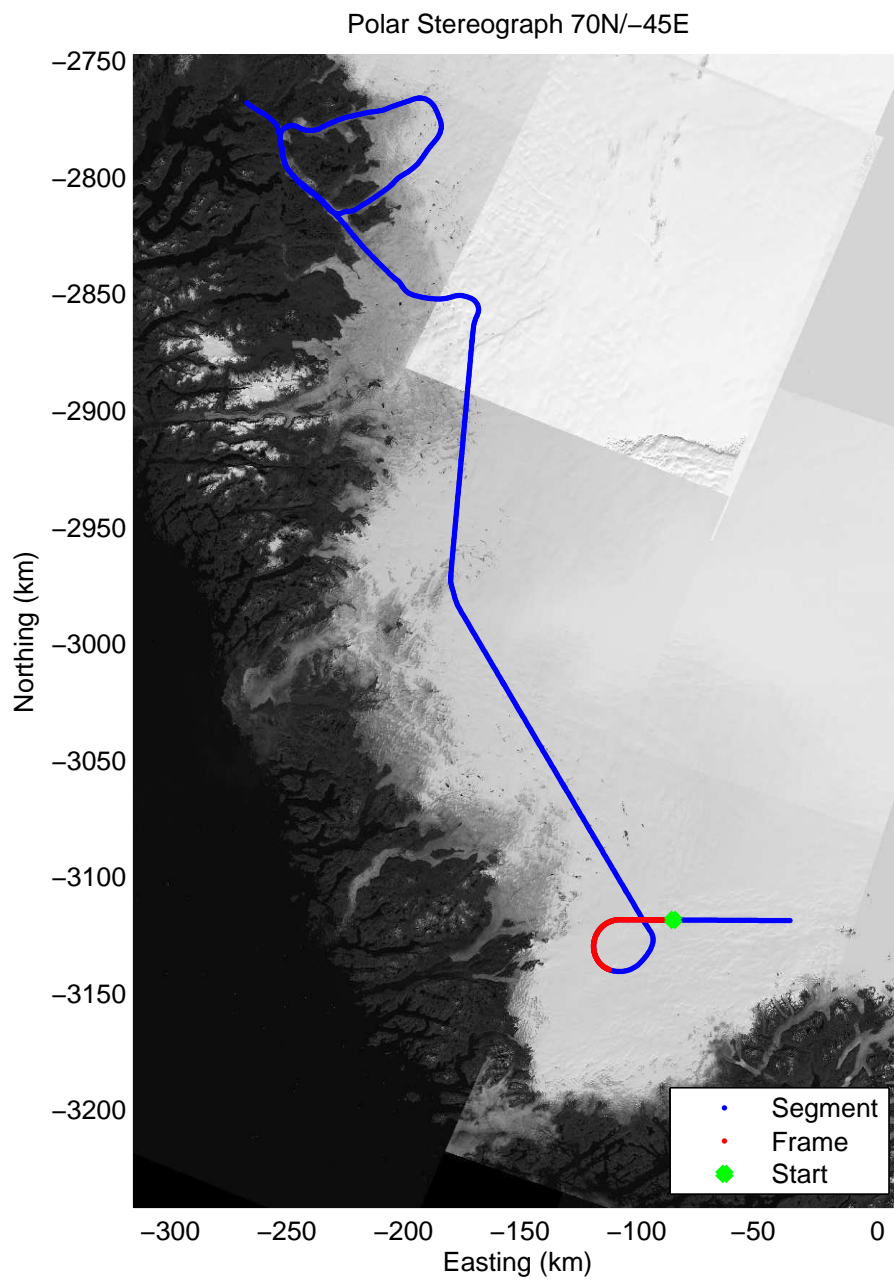 Polar Stereograph 70N/−45E
−2750
−2800
−2850
−2900
−2950
−3000
−3050
−3100
−3150
−3200
Northing (km)
−300 −250 −200 −150 −100 −50 0
Easting (km)
Segment
Frame
Start